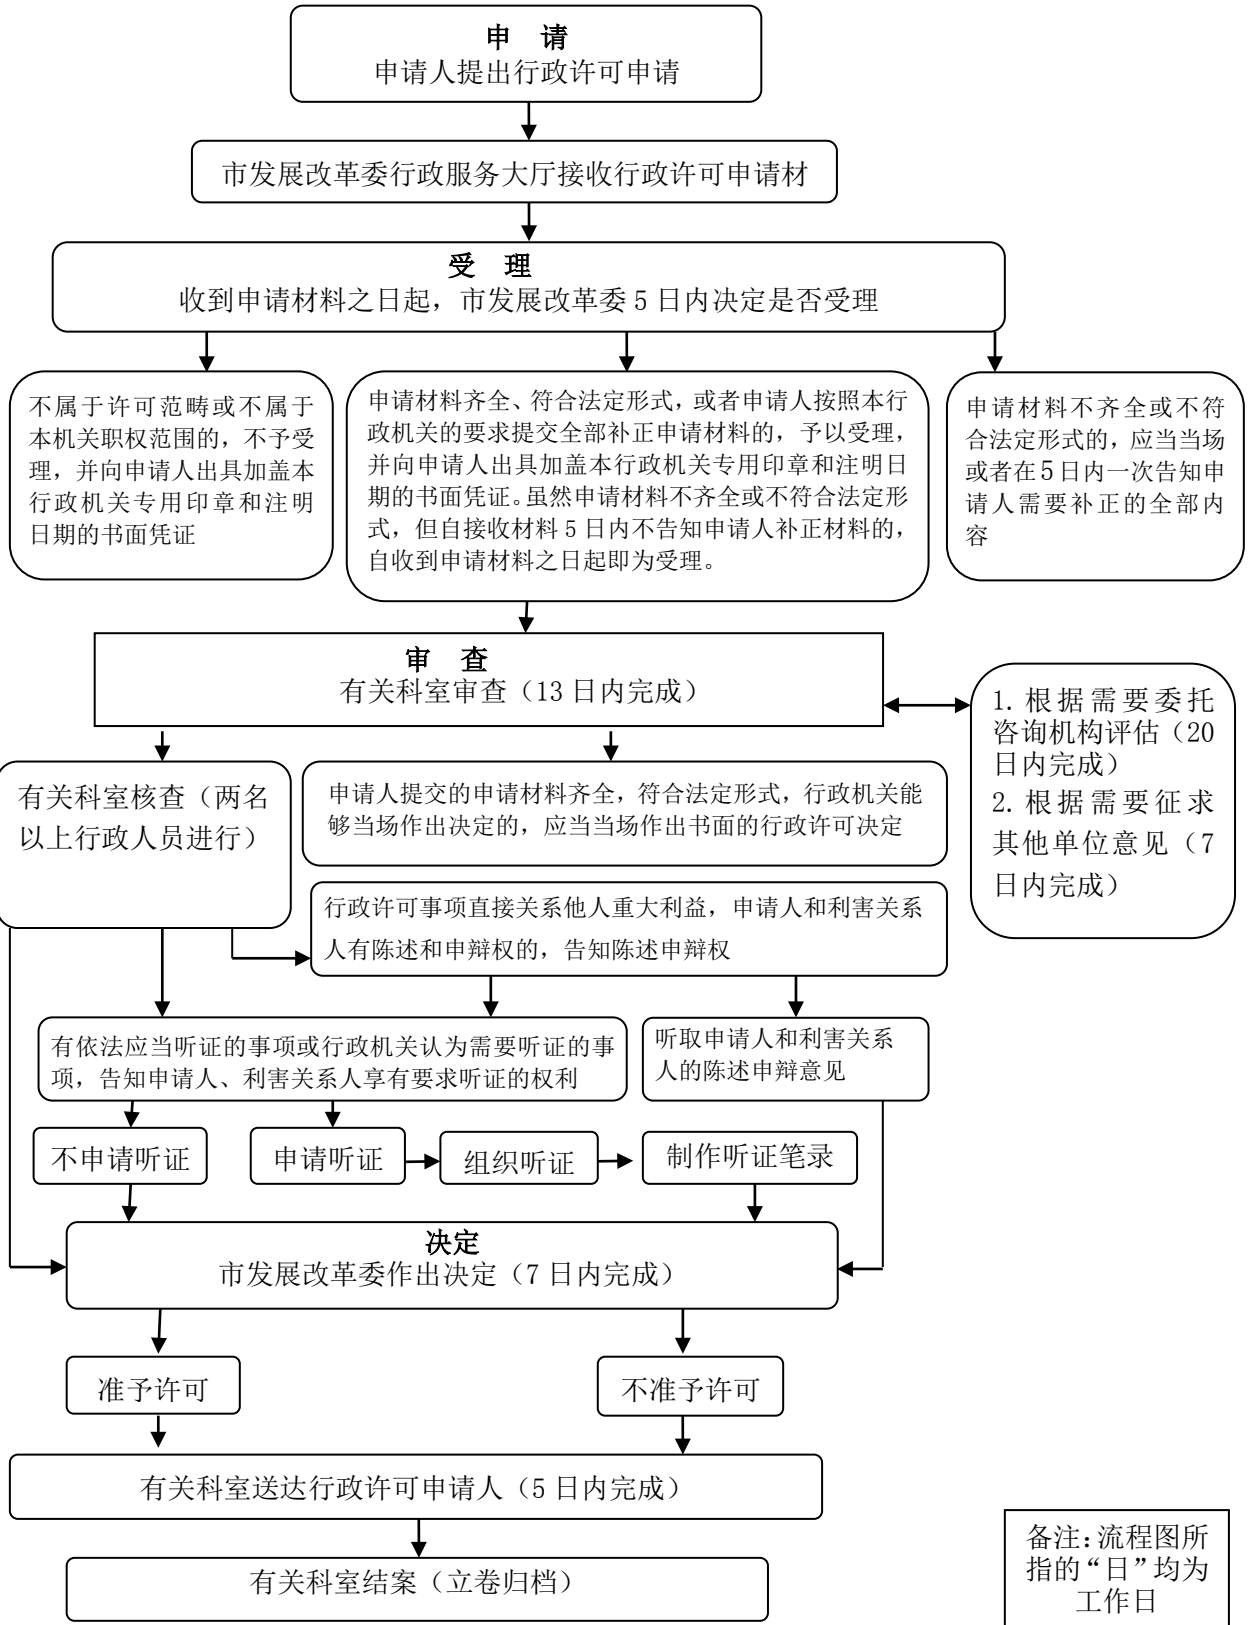 申　请
申请人提出行政许可申请
市发展改革委行政服务大厅接收行政许可申请材
受　理
收到申请材料之日起，市发展改革委 5 日内决定是否受理
不属于许可范畴或不属于
本机关职权范围的，不予受
理，并向申请人出具加盖本
行政机关专用印章和注明
日期的书面凭证
申请材料齐全、符合法定形式，或者申请人按照本行
政机关的要求提交全部补正申请材料的，予以受理，
并向申请人出具加盖本行政机关专用印章和注明日
期的书面凭证。虽然申请材料不齐全或不符合法定形
式，但自接收材料 5 日内不告知申请人补正材料的，
自收到申请材料之日起即为受理。
申请材料不齐全或不符
合法定形式的，应当当场
或者在 5 日内一次告知申
请人需要补正的全部内
容
审　查
有关科室审查（13 日内完成）
1. 根据需要委托
咨询机构评估（20
日内完成）
2. 根据需要征求
其他单位意见（7
日内完成）
有关科室核查（两名
以上行政人员进行）
申请人提交的申请材料齐全，符合法定形式，行政机关能
够当场作出决定的，应当当场作出书面的行政许可决定
行政许可事项直接关系他人重大利益，申请人和利害关系
人有陈述和申辩权的，告知陈述申辩权
有依法应当听证的事项或行政机关认为需要听证的事
项，告知申请人、利害关系人享有要求听证的权利
听取申请人和利害关系
人的陈述申辩意见
不申请听证
申请听证
组织听证
制作听证笔录
决定
市发展改革委作出决定（7 日内完成）
准予许可
不准予许可
有关科室送达行政许可申请人（5 日内完成）
有关科室结案（立卷归档）
备注：流程图所
指的“日”均为
工作日